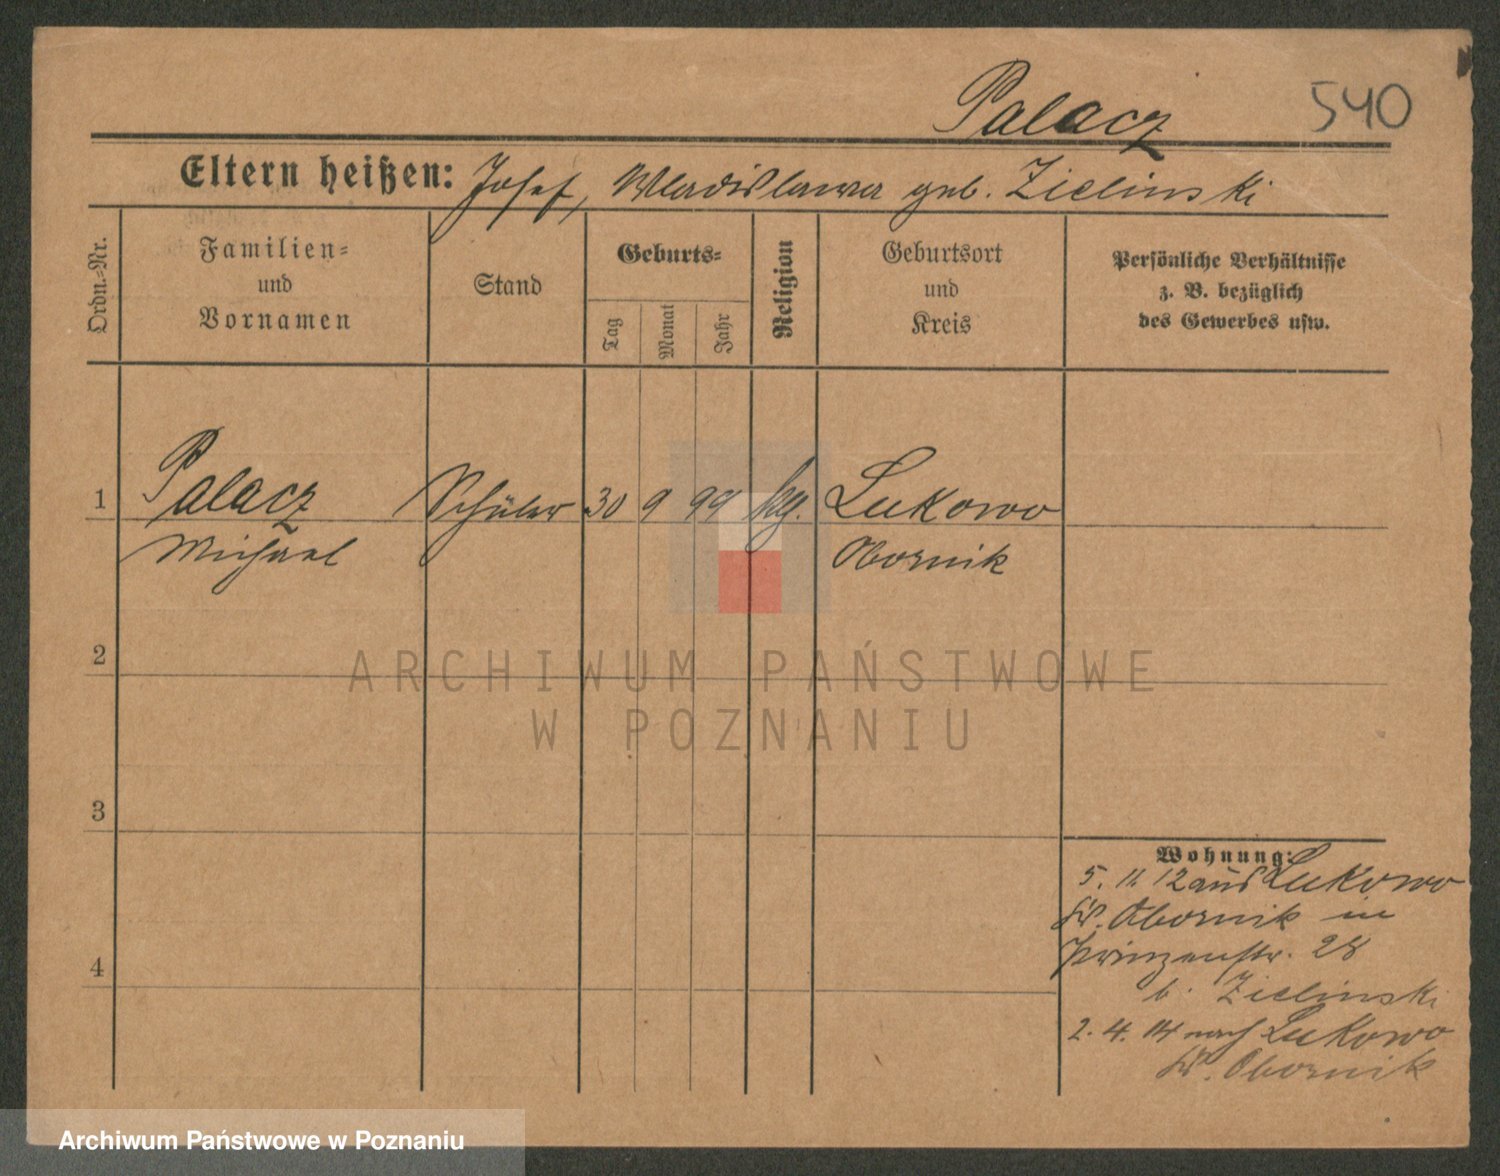 Palacz 540
Eltern heißen: Josef, Wladislawa geb. Zielinski
Ordn.-Nr.
Familien-
und
Vornamen
Stand
Geburts-
Tag
Monat
Jahr
Religion
Geburtsort
und
Kreis
Persönliche Verhältnisse
z. B. bezüglich
des Gewerbes usw.
1 Palacz Schüler 30 9 99 kg. Lukowo
Michael Obornik
2
ARCHIWUM PAŃSTWOWE
W POZNANIU
3
Wohnung:
5. 11 12 aus Lukowo
Kr. Obornik in
Prinzenstr. 28
4
b. Zielinski
2. 4. 14 nach Lukowo
Kr. Obornik
Archiwum Państwowe w Poznaniu